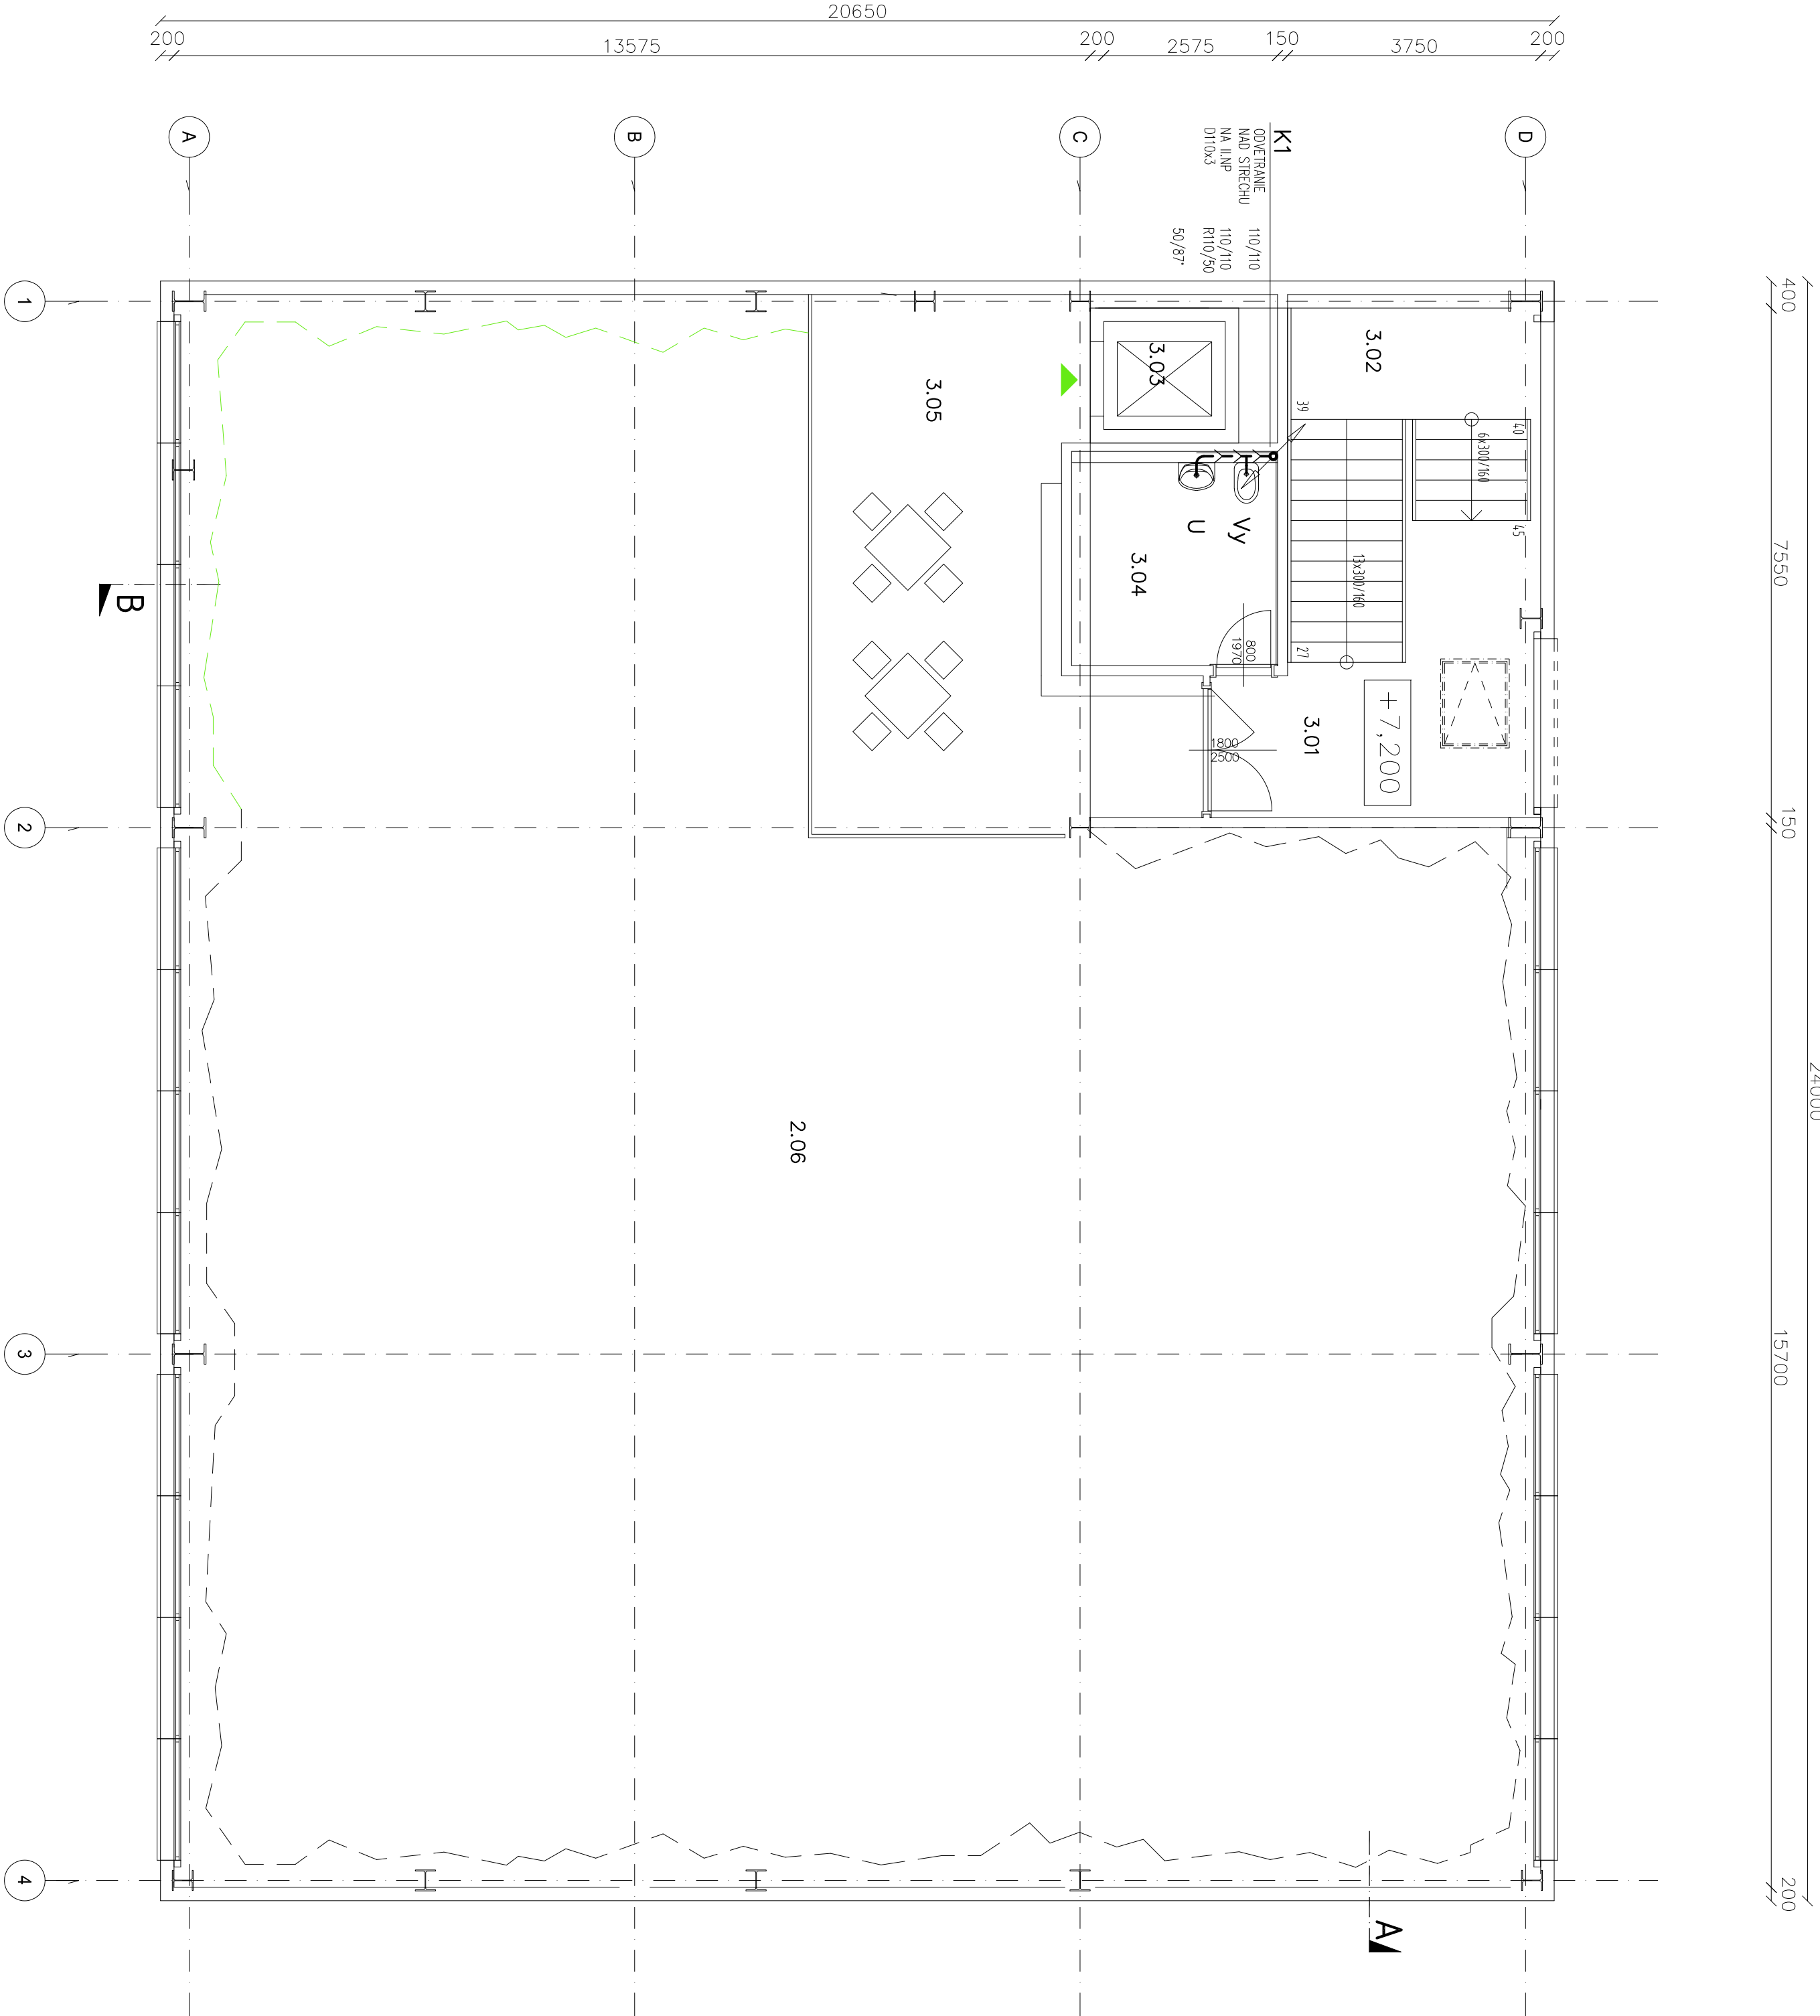 20650
200
13575
200
2575
150
3750
200
A
B
C
D
K1
ODVETRANIE
NAD STRECHU
NA II.NP
D110x3
110/110
110/110
R110/50
50/87°
1
2
3
4
400
7550
150
15700
200
24000
3.02
3.03
3.05
39
40
6x300/160
45
Vy
U
3.04
13x300/160
27
800
1970
3.01
+7,200
1800
2500
B
2.06
A